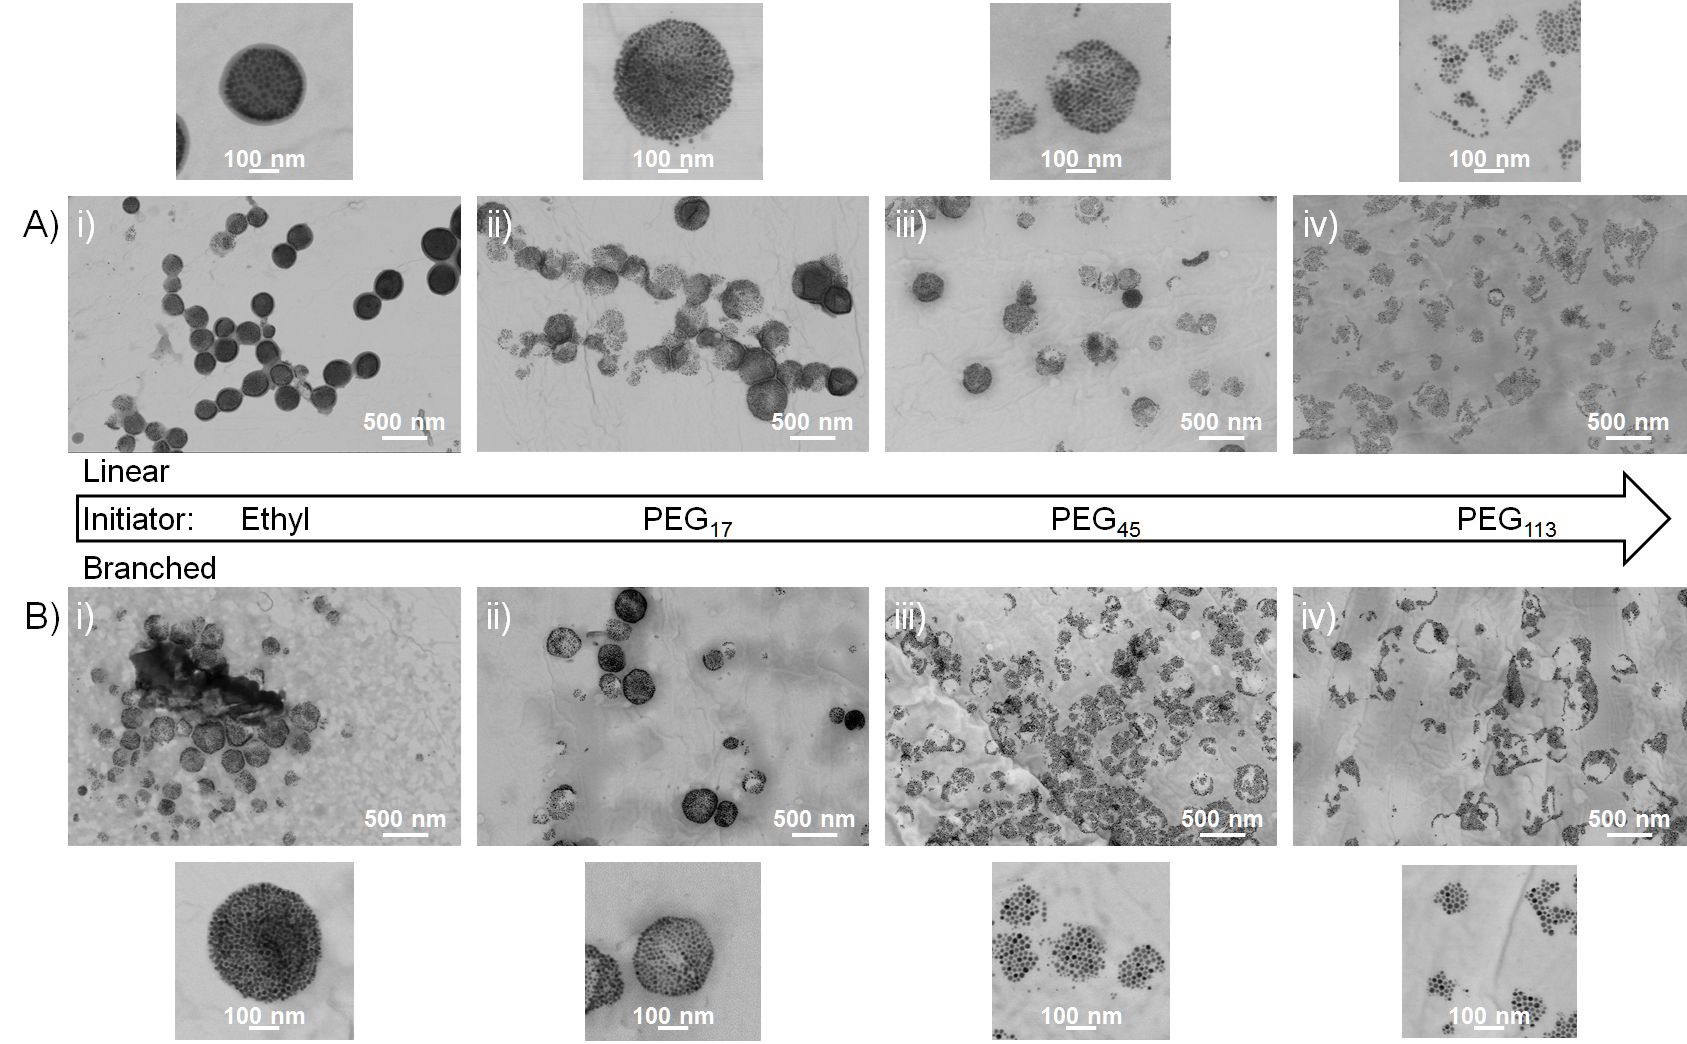 100 nm
100 nm
100 nm
100 nm
A)
i)
ii)
iii)
iv)
500 nm
500 nm
500 nm
500 nm
Linear
Initiator: Ethyl PEG17 PEG45 PEG113
Branched
B)
i)
ii)
iii)
iv)
500 nm
500 nm
500 nm
500 nm
100 nm
100 nm
100 nm
100 nm